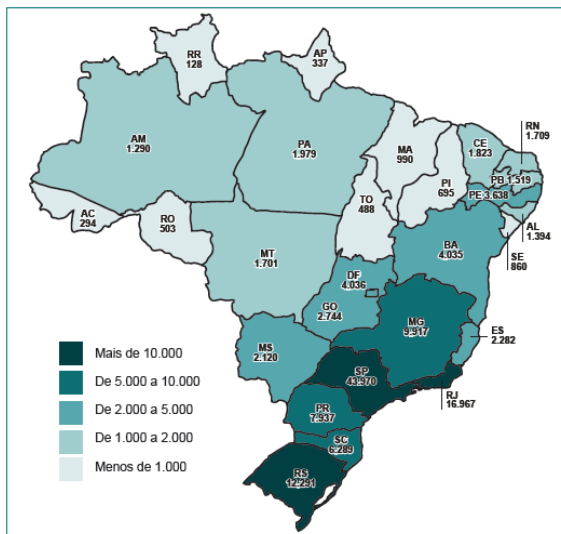 RR
128
AP
337
AM
1.290
PA
1.979
MA
990
CE
1.823
RN
1.709
PB 1.519
PE 3.638
PI
695
AC
294
RO
503
TO
488
AL
1.394
SE
860
MT
1.701
BA
4.035
DF
4.036
GO
2.744
MG
9.917
ES
2.282
MS
2.120
SP
43.970
RJ
16.967
PR
7.937
SC
6.289
RS
12.291
Mais de 10.000
De 5.000 a 10.000
De 2.000 a 5.000
De 1.000 a 2.000
Menos de 1.000